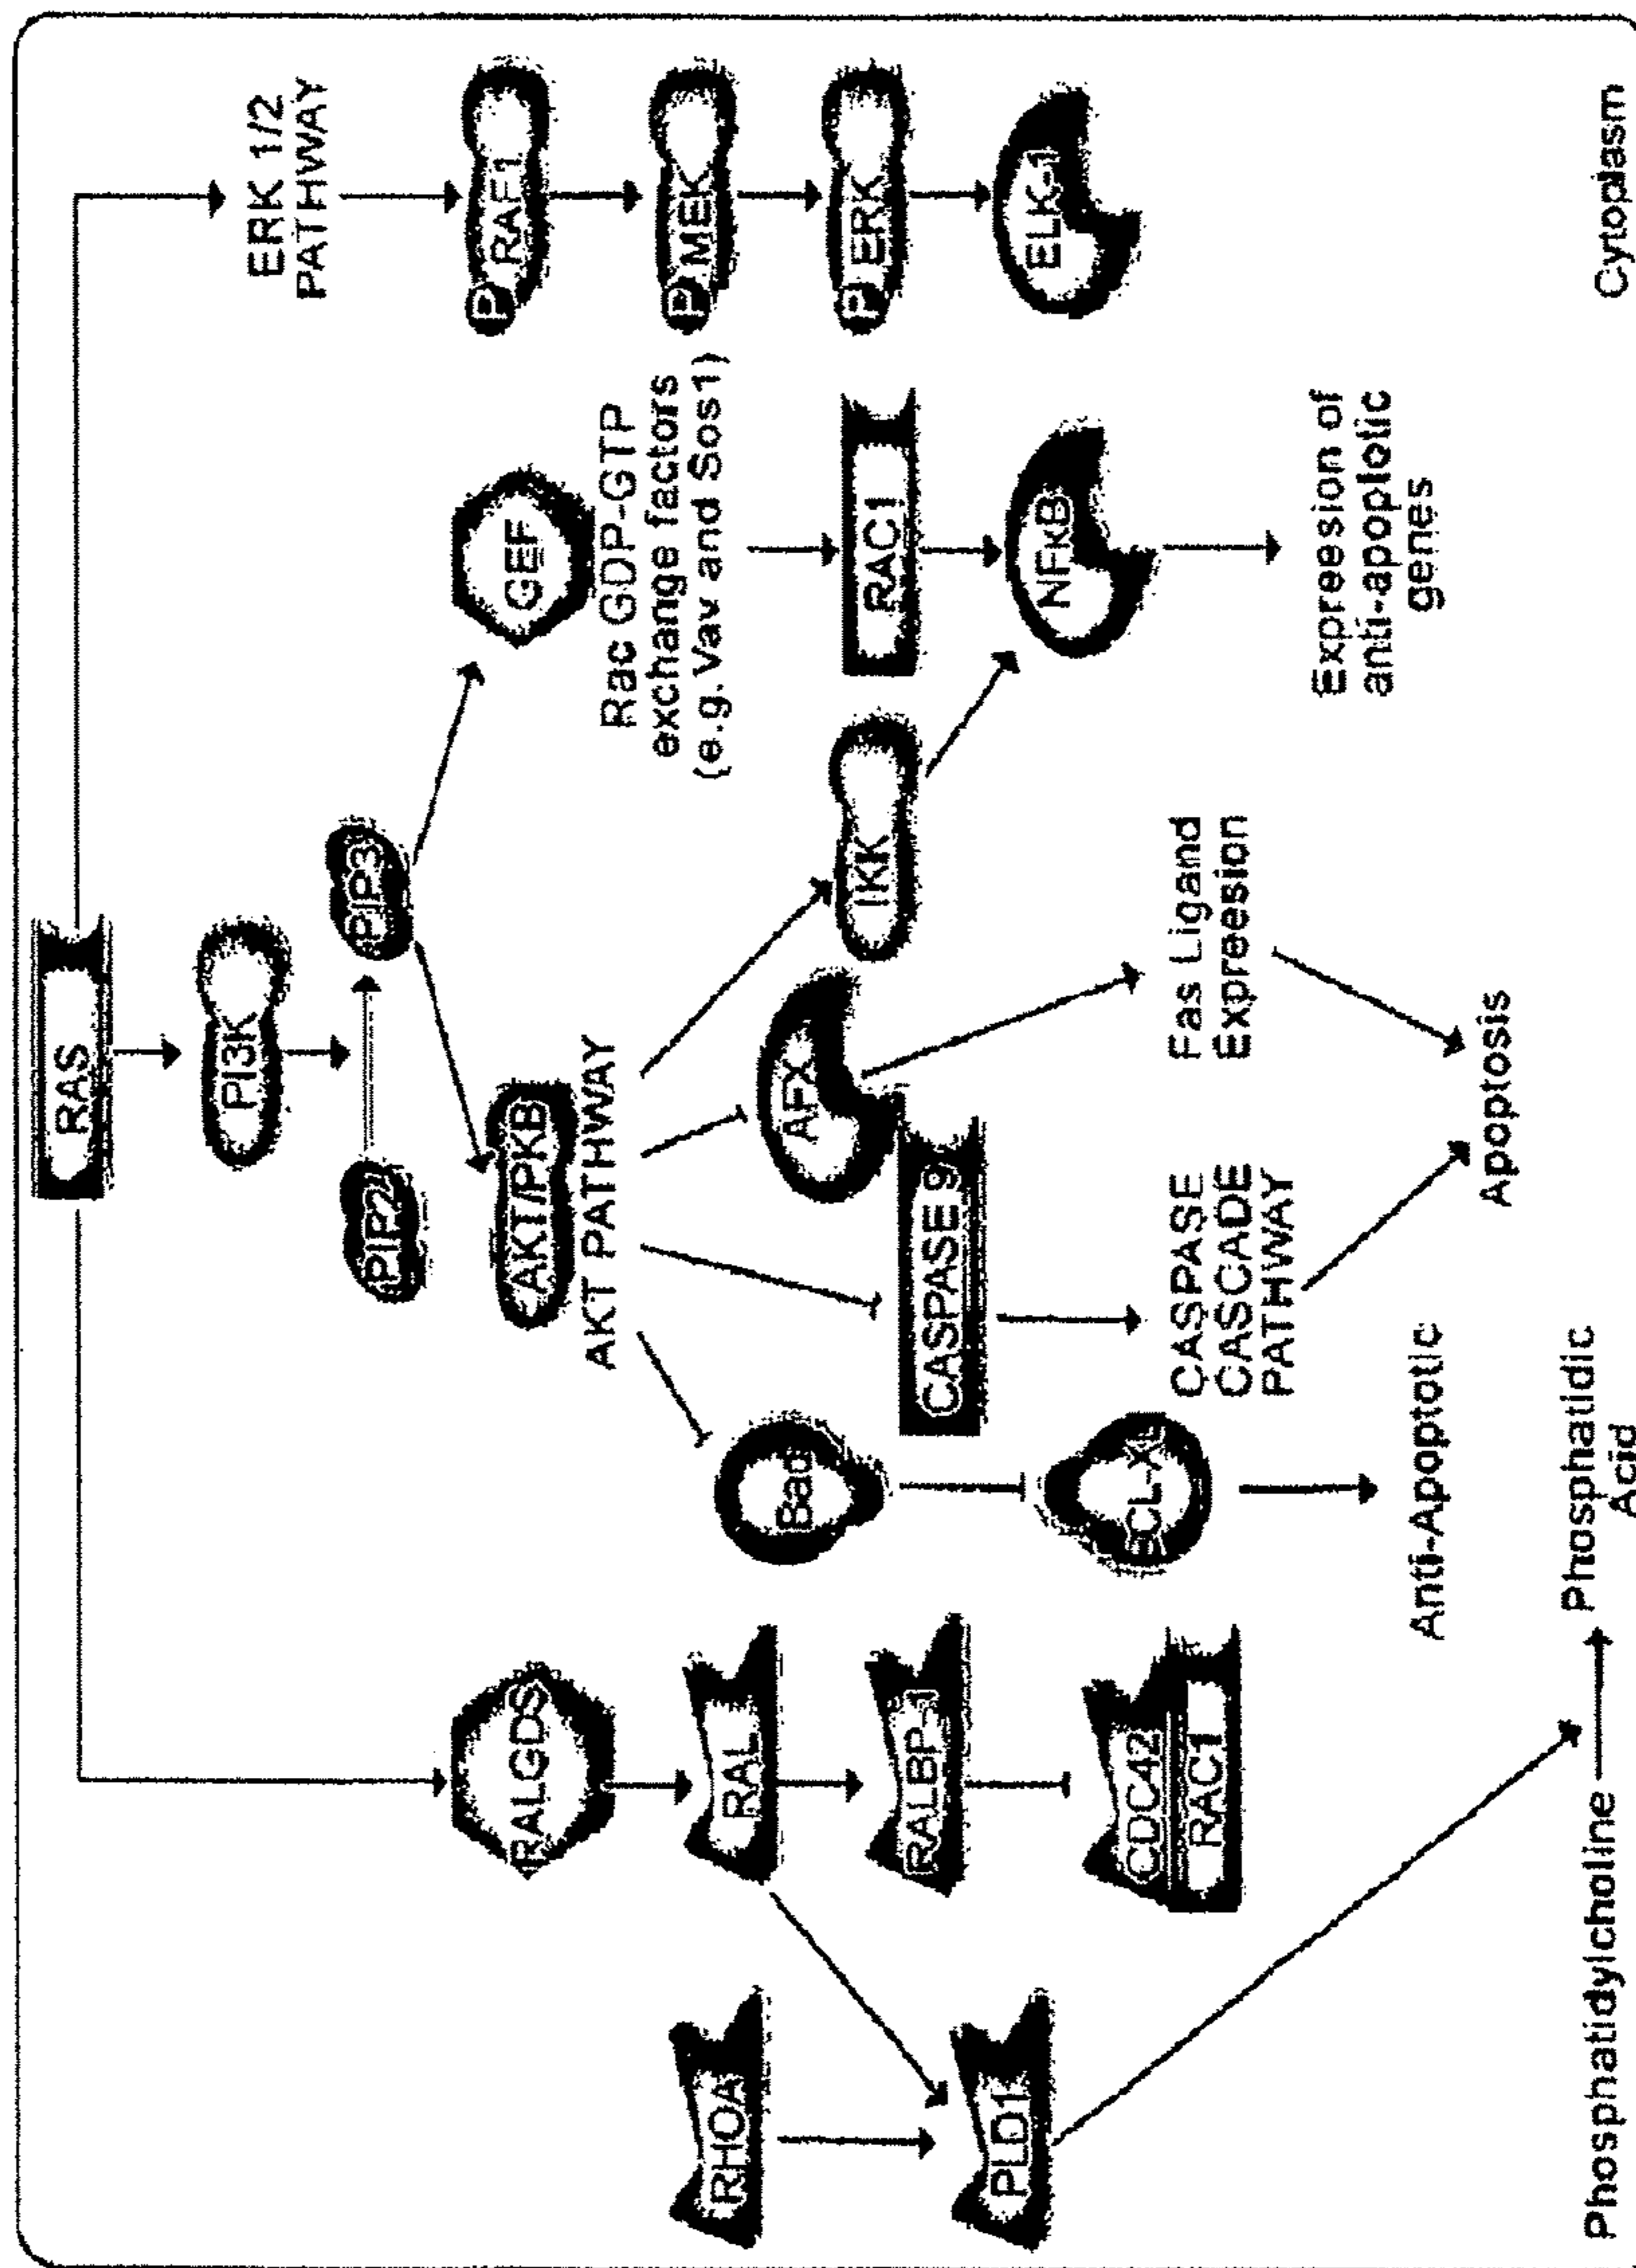 RAS
ERK 1/2
PATHWAY
PI3K
PIP2
PIP3
RALGDS
AKT/PKB
AKT PATHWAY
GEF
Rac GDP-GTP
exchange factors
(e.g.Vav and Sos1)
P RAF1
P MEK
P ERK
ELK-1
RHOA
RAL
Bad
AFX
IKK
RAC1
PLD1
RALBP-1
CASPASE 9
NFκB
CDC42
RAC1
BCL-XL
CASPASE
CASCADE
PATHWAY
Fas Ligand
Expreesion
Expreesion of
anti-apoplotic
genes
Anti-Apoptotic
Apoptosis
Phosphatidylcholine
Phosphatidic
Acid
Cytoplasm